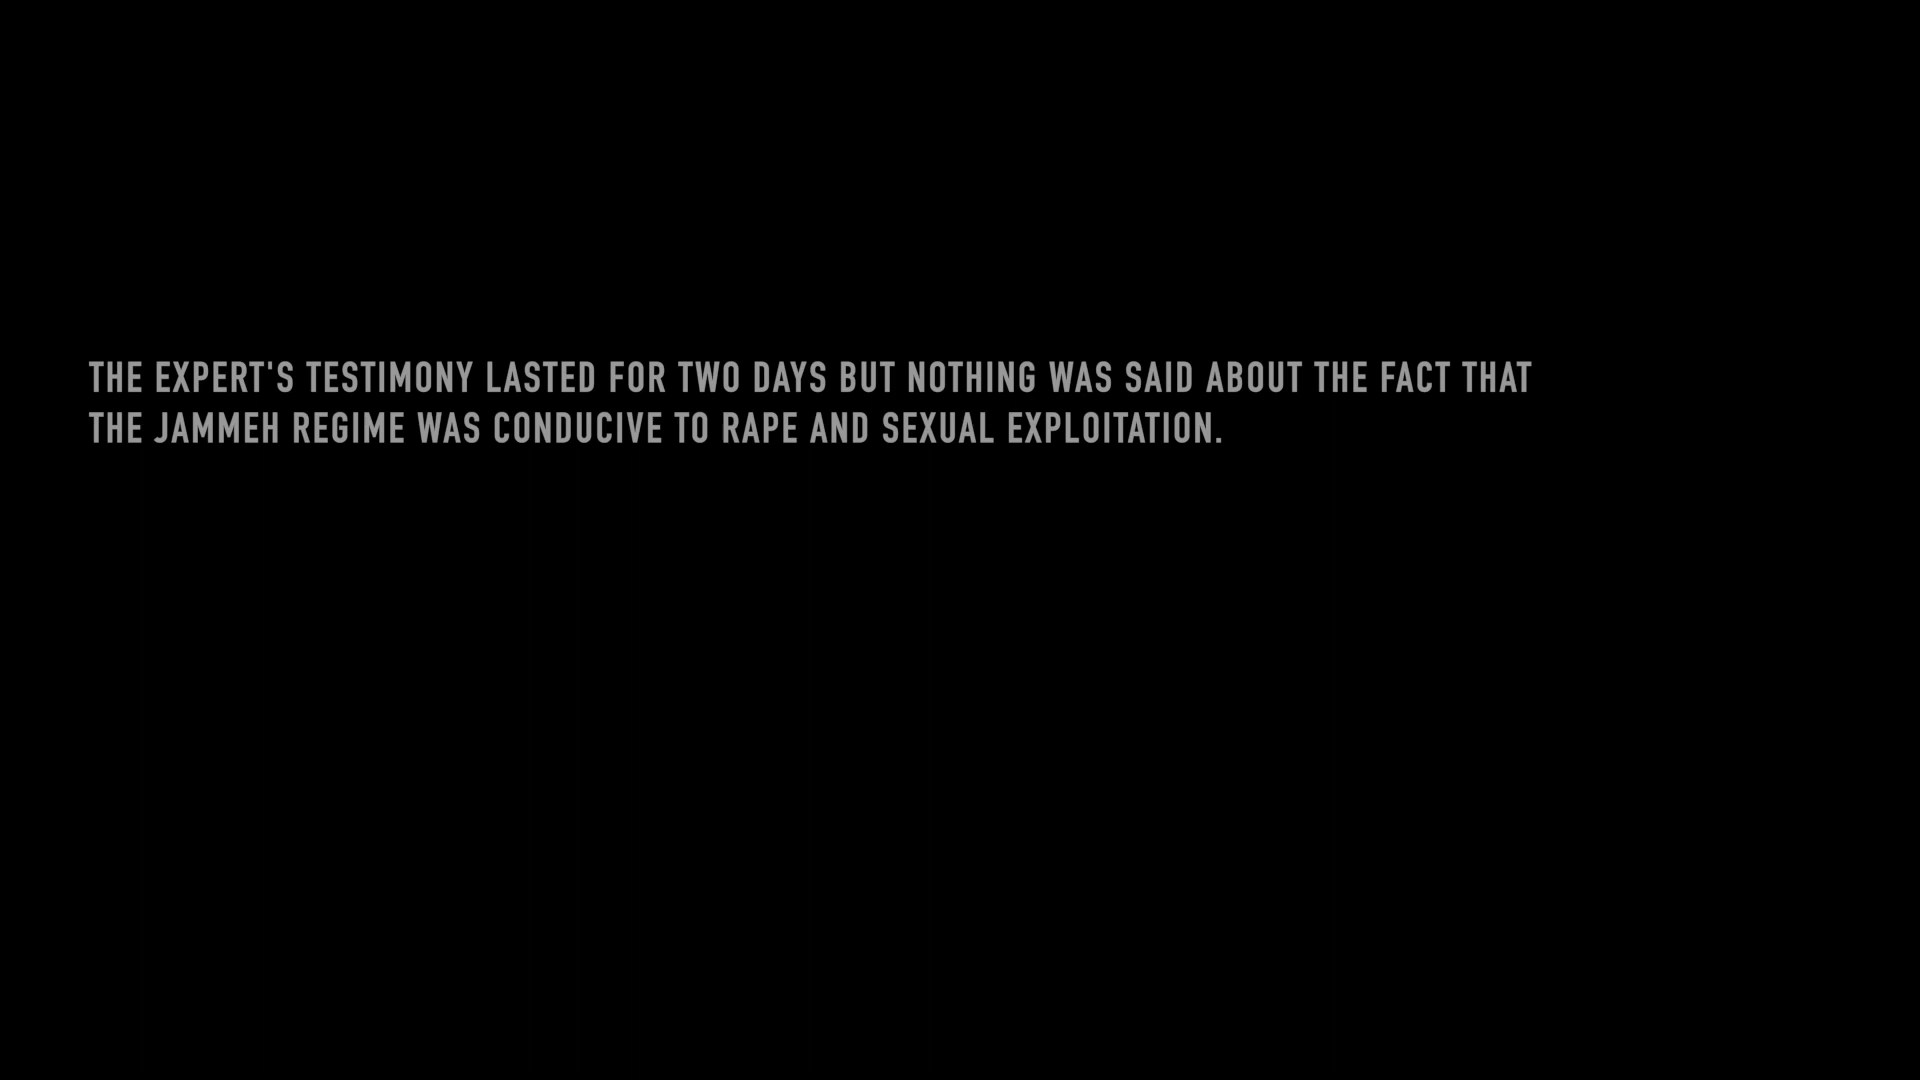 THE EXPERT'S TESTIMONY LASTED FOR TWO DAYS BUT NOTHING WAS SAID ABOUT THE FACT THAT
THE JAMMEH REGIME WAS CONDUCIVE TO RAPE AND SEXUAL EXPLOITATION.